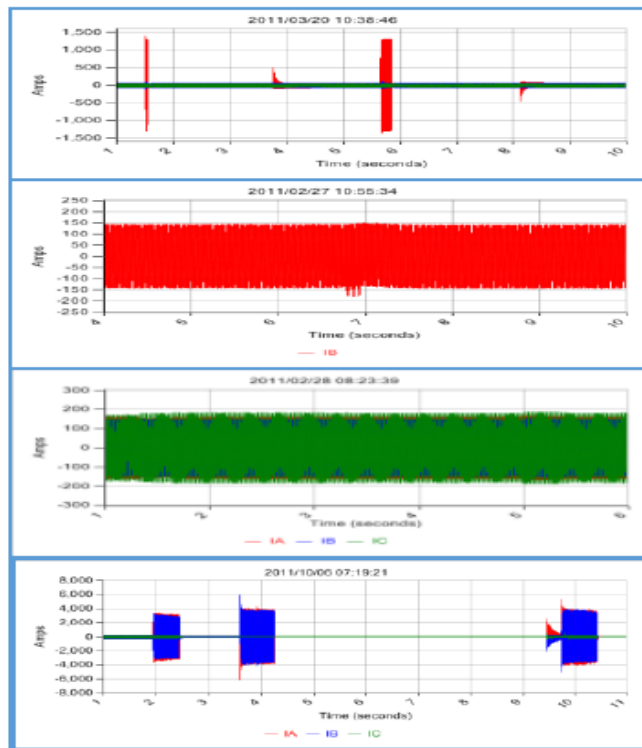 2011/03/20 10:38:46
1,500
1,000
500
0
-500
-1,000
-1,500
Amps
1 2 3 4 5 6 7 8 9 10
Time (seconds)
2011/02/27 10:55:34
250
200
150
100
50
0
-50
-100
-150
-200
-250
Amps
4 5 6 7 8 9 10
Time (seconds)
IB
2011/02/28 08:23:39
300
200
100
0
-100
-200
-300
Amps
1 2 3 4 5 6
Time (seconds)
IA IB IC
2011/10/06 07:19:21
8,000
6,000
4,000
2,000
0
-2,000
-4,000
-6,000
-8,000
Amps
1 2 3 4 5 6 7 8 9 10 11
Time (seconds)
IA IB IC